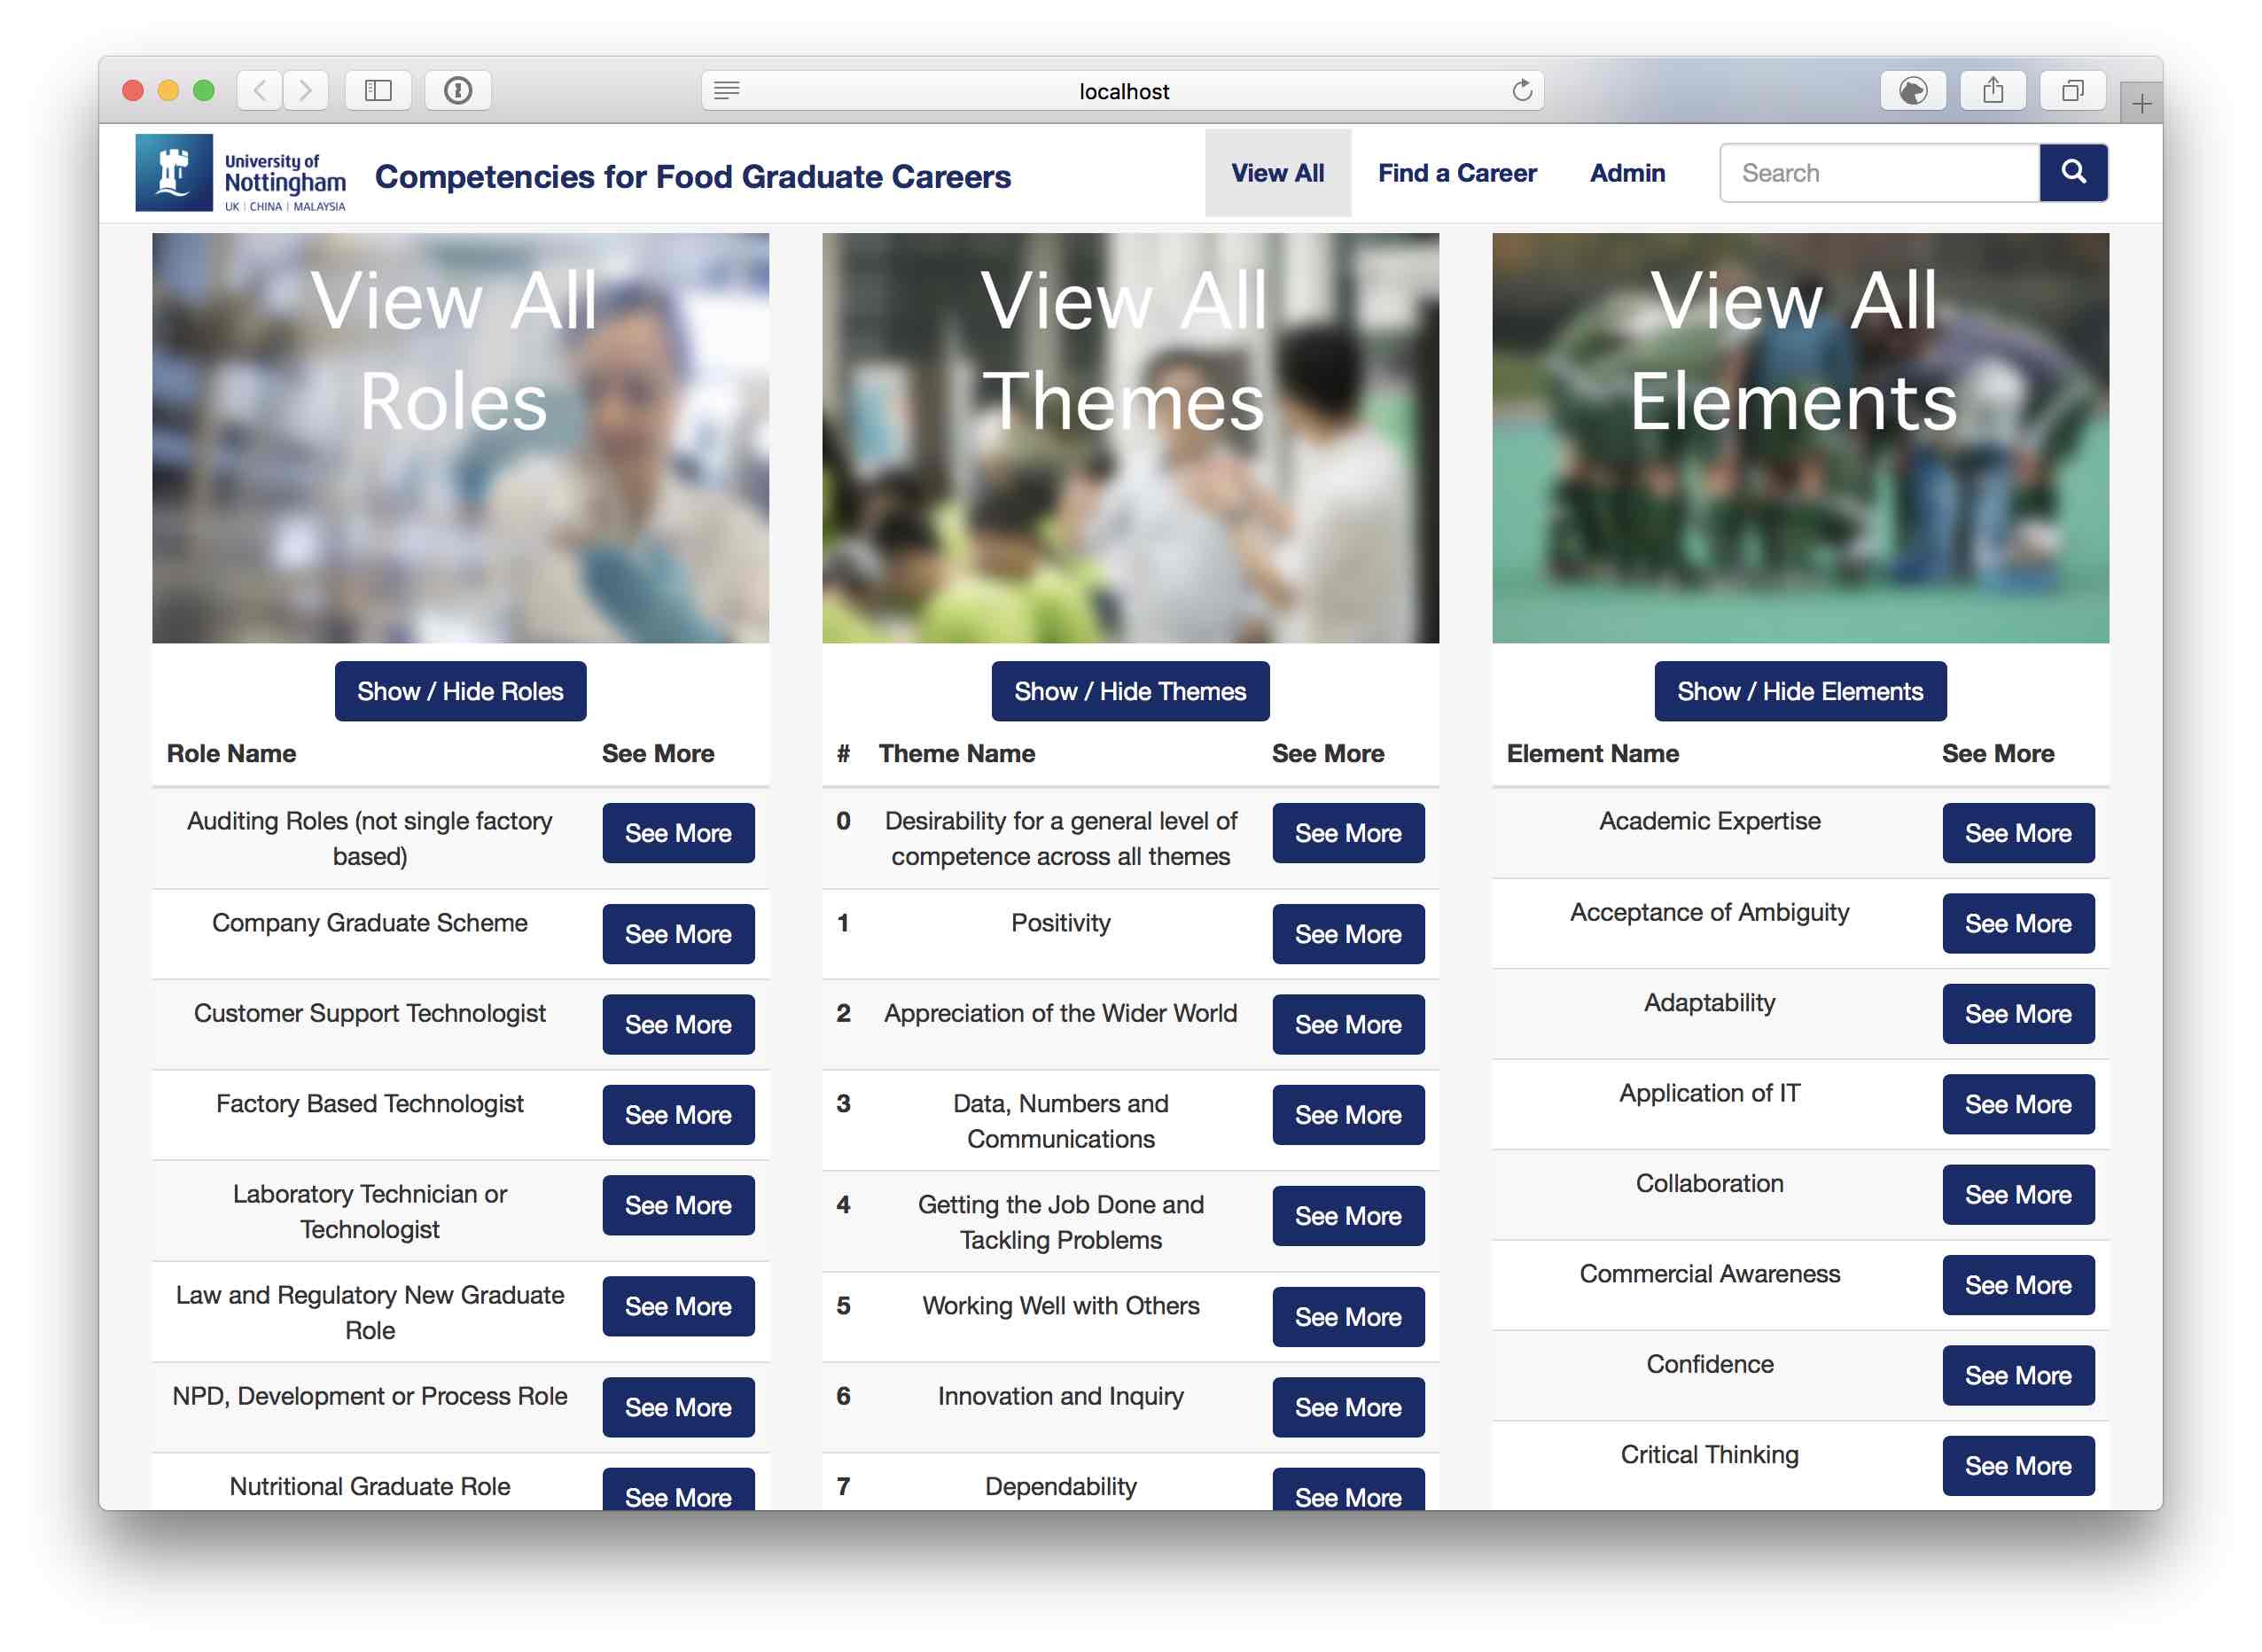 localhost
University of
Nottingham
UK | CHINA | MALAYSIA
Competencies for Food Graduate Careers
View All
Find a Career
Admin
Search
View All
Roles
Show / Hide Roles
Role Name See More
Auditing Roles (not single factory
based)
See More
Company Graduate Scheme See More
Customer Support Technologist See More
Factory Based Technologist See More
Laboratory Technician or
Technologist
See More
Law and Regulatory New Graduate
Role
See More
NPD, Development or Process Role See More
Nutritional Graduate Role See More
View All
Themes
Show / Hide Themes
# Theme Name See More
0 Desirability for a general level of
competence across all themes
See More
1 Positivity See More
2 Appreciation of the Wider World See More
3 Data, Numbers and
Communications
See More
4 Getting the Job Done and
Tackling Problems
See More
5 Working Well with Others See More
6 Innovation and Inquiry See More
7 Dependability See More
View All
Elements
Show / Hide Elements
Element Name See More
Academic Expertise See More
Acceptance of Ambiguity See More
Adaptability See More
Application of IT See More
Collaboration See More
Commercial Awareness See More
Confidence See More
Critical Thinking See More